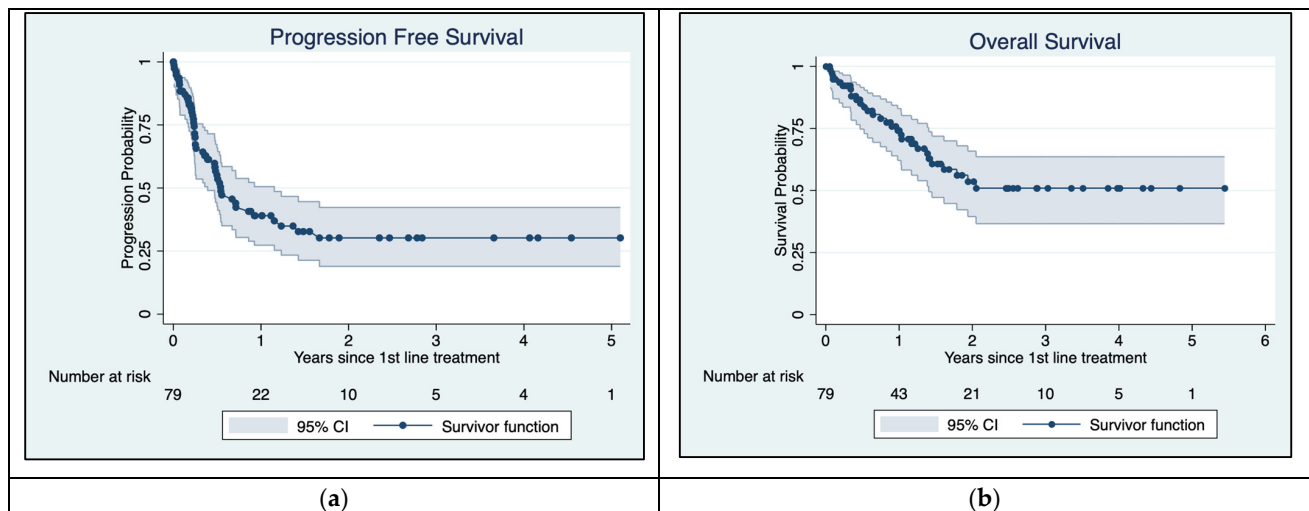 Progression Free Survival
Progression Probability
1
0.75
0.5
0.25
0
0 1 2 3 4 5
Years since 1st line treatment
Number at risk
79 22 10 5 4 1
95% CI Survivor function
(a)
Overall Survival
Survival Probability
1
0.75
0.5
0.25
0
0 1 2 3 4 5 6
Years since 1st line treatment
Number at risk
79 43 21 10 5 1
95% CI Survivor function
(b)